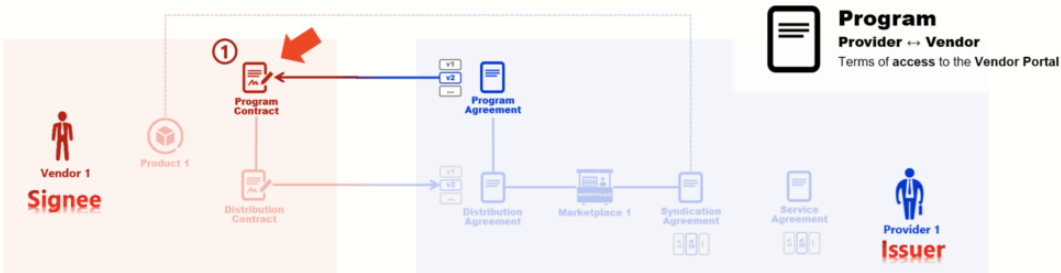 Program
Provider ↔ Vendor
Terms of access to the Vendor Portal
1
v1
v2
...
Program
Contract
Program
Agreement
Vendor 1
Signee
Product 1
Distribution
Contract
v1
v2
...
Distribution
Agreement
Marketplace 1
Syndication
Agreement
Service
Agreement
Provider 1
Issuer